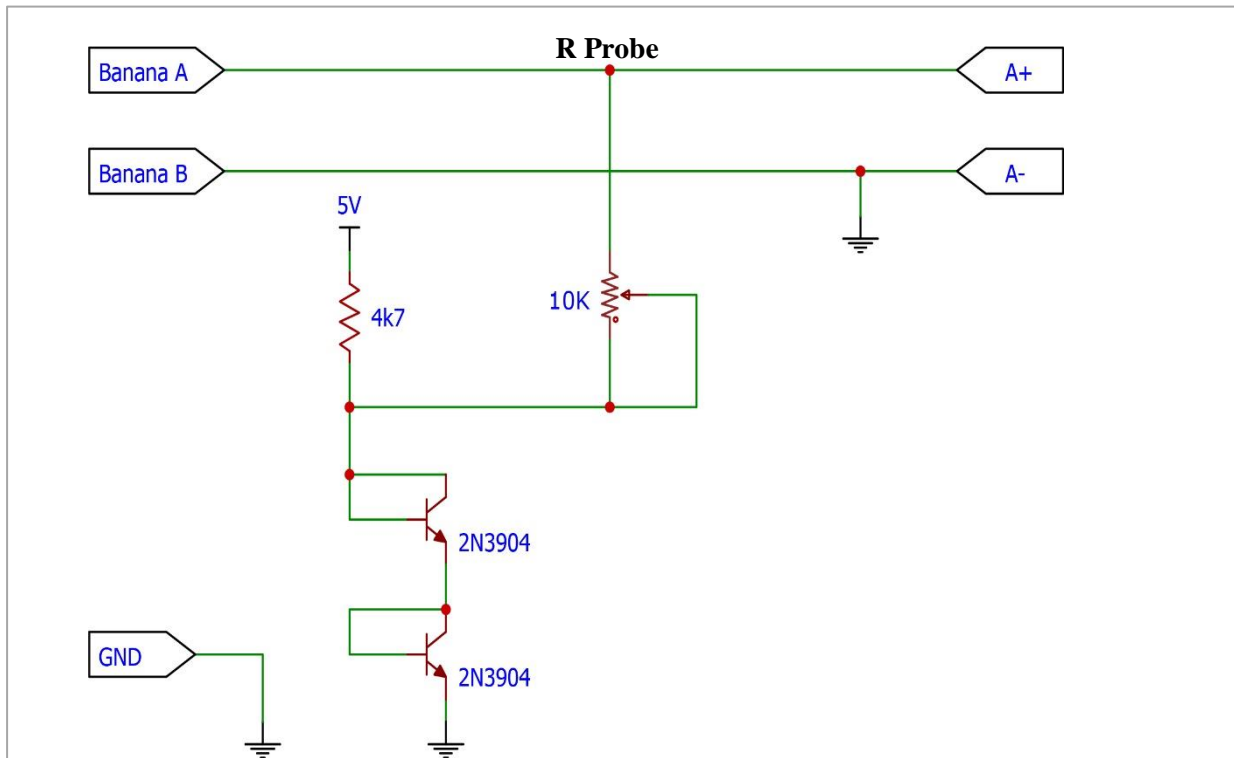 R Probe
Banana A
A+
Banana B
A-
5V
10K
4k7
2N3904
GND
2N3904